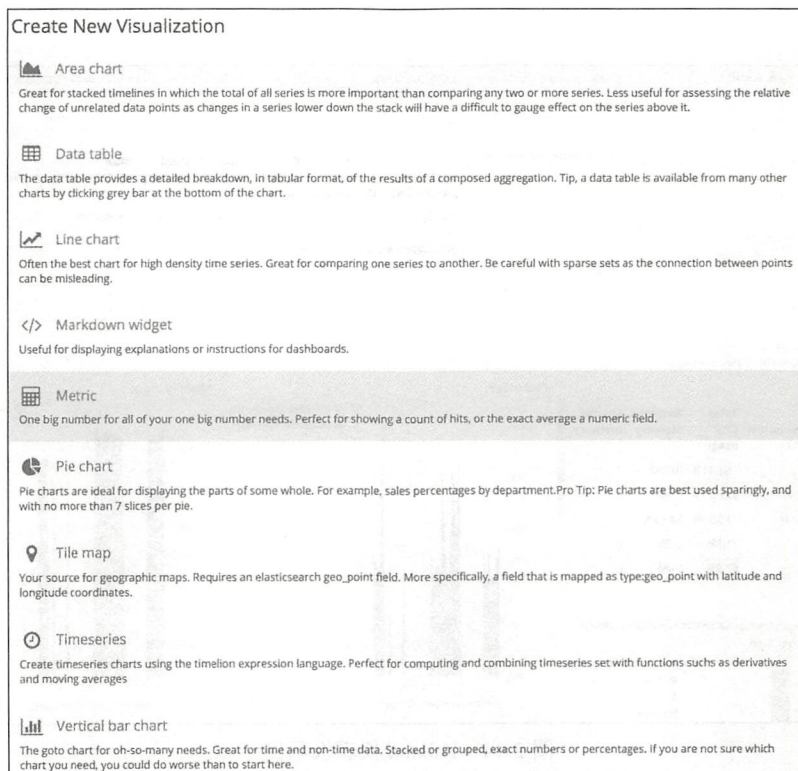 Create New Visualization
Area chart
Great for stacked timelines in which the total of all series is more important than comparing any two or more series. Less useful for assessing the relative
change of unrelated data points as changes in a series lower down the stack will have a difficult to gauge effect on the series above it.
Data table
The data table provides a detailed breakdown, in tabular format, of the results of a composed aggregation. Tip, a data table is available from many other
charts by clicking grey bar at the bottom of the chart.
Line chart
Often the best chart for high density time series. Great for comparing one series to another. Be careful with sparse sets as the connection between points
can be misleading.
</> Markdown widget
Useful for displaying explanations or instructions for dashboards.
Metric
One big number for all of your one big number needs. Perfect for showing a count of hits, or the exact average a numeric field.
Pie chart
Pie charts are ideal for displaying the parts of some whole. For example, sales percentages by department.Pro Tip: Pie charts are best used sparingly, and
with no more than 7 slices per pie.
Tile map
Your source for geographic maps. Requires an elasticsearch geo_point field. More specifically, a field that is mapped as type:geo_point with latitude and
longitude coordinates.
Timeseries
Create timeseries charts using the timelion expression language. Perfect for computing and combining timeseries set with functions suchs as derivatives
and moving averages
Vertical bar chart
The goto chart for oh-so-many needs. Great for time and non-time data. Stacked or grouped, exact numbers or percentages. If you are not sure which
chart you need, you could do worse than to start here.